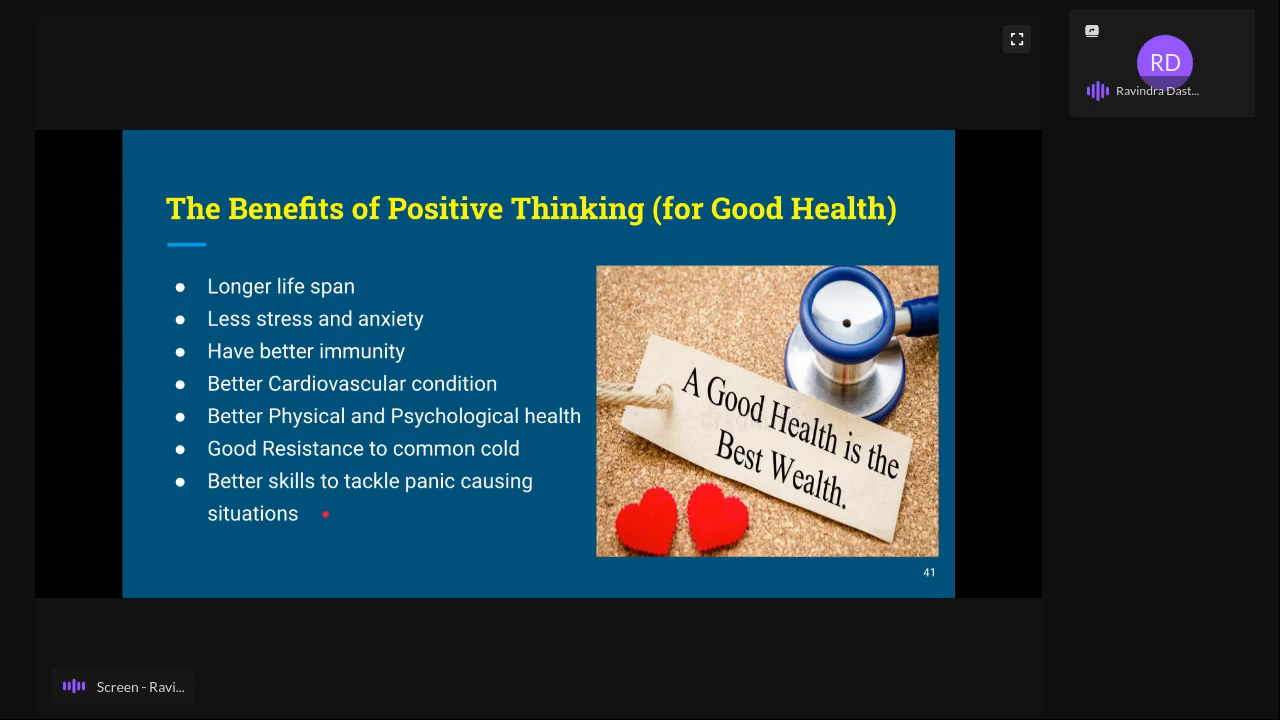 RD
Ravindra Dast...
The Benefits of Positive Thinking (for Good Health)
● Longer life span
● Less stress and anxiety
● Have better immunity
● Better Cardiovascular condition
● Better Physical and Psychological health
● Good Resistance to common cold
● Better skills to tackle panic causing
situations
A Good Health is the
Best Wealth.
41
Screen - Ravi...